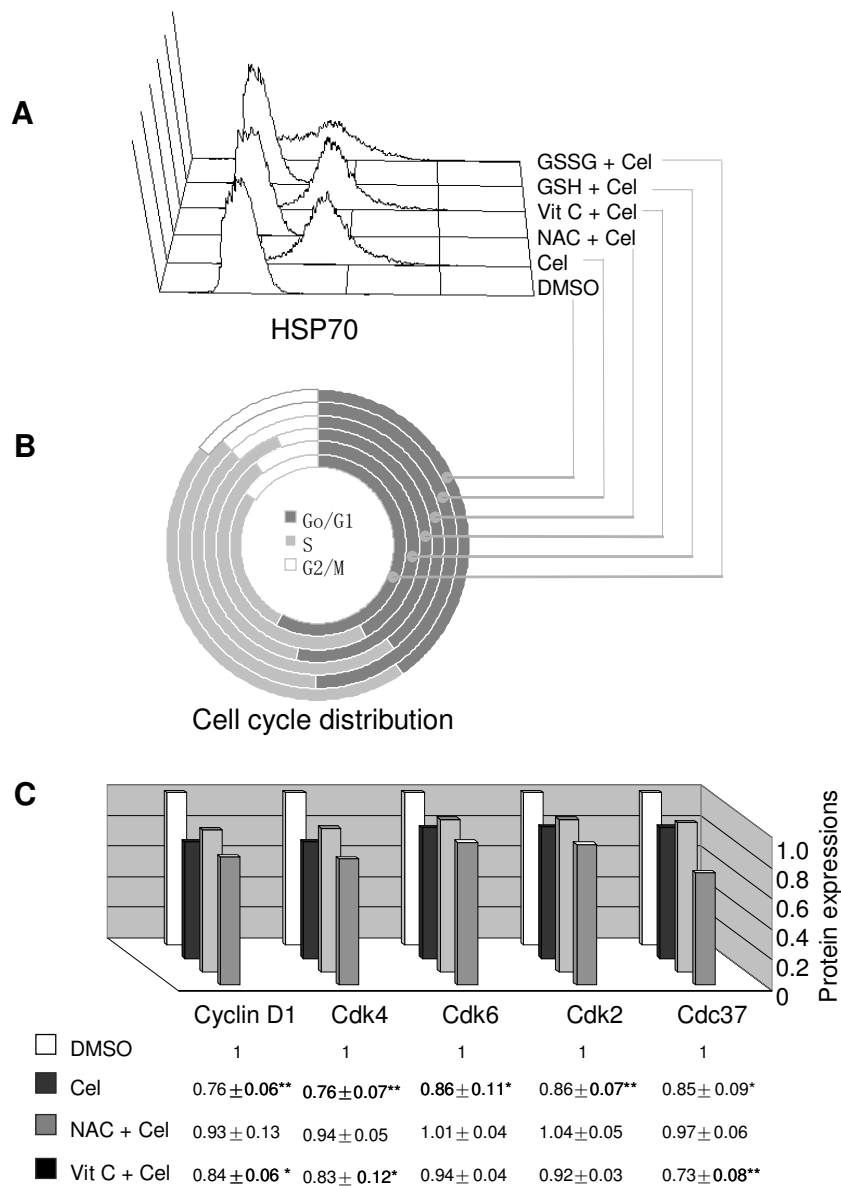 A
GSSG + Cel
GSH + Cel
Vit C + Cel
NAC + Cel
Cel
DMSO
HSP70
B
Go/G1
S
G2/M
Cell cycle distribution
C
1.0
0.8
0.6
0.4
0.2
0
Protein expressions
Cyclin D1 Cdk4 Cdk6 Cdk2 Cdc37
DMSO 1 1 1 1 1
Cel 0.76±0.06** 0.76±0.07** 0.86±0.11* 0.86±0.07** 0.85±0.09*
NAC + Cel 0.93±0.13 0.94±0.05 1.01±0.04 1.04±0.05 0.97±0.06
Vit C + Cel 0.84±0.06 * 0.83±0.12* 0.94±0.04 0.92±0.03 0.73±0.08**